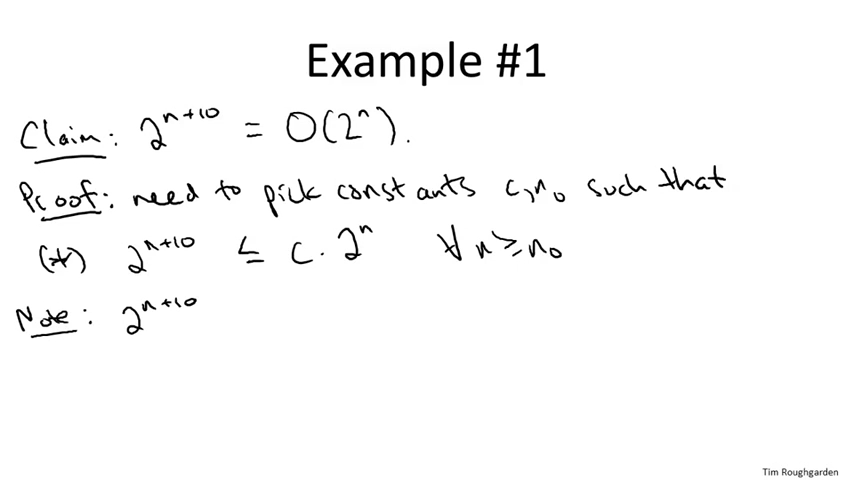 Example #1
Claim: 2^{n+10} = O(2^n).
Proof: need to pick constants c, n₀ such that
(*) 2^{n+10} ≤ c · 2^n ∀ n ≥ n₀
Note: 2^{n+10}
Tim Roughgarden